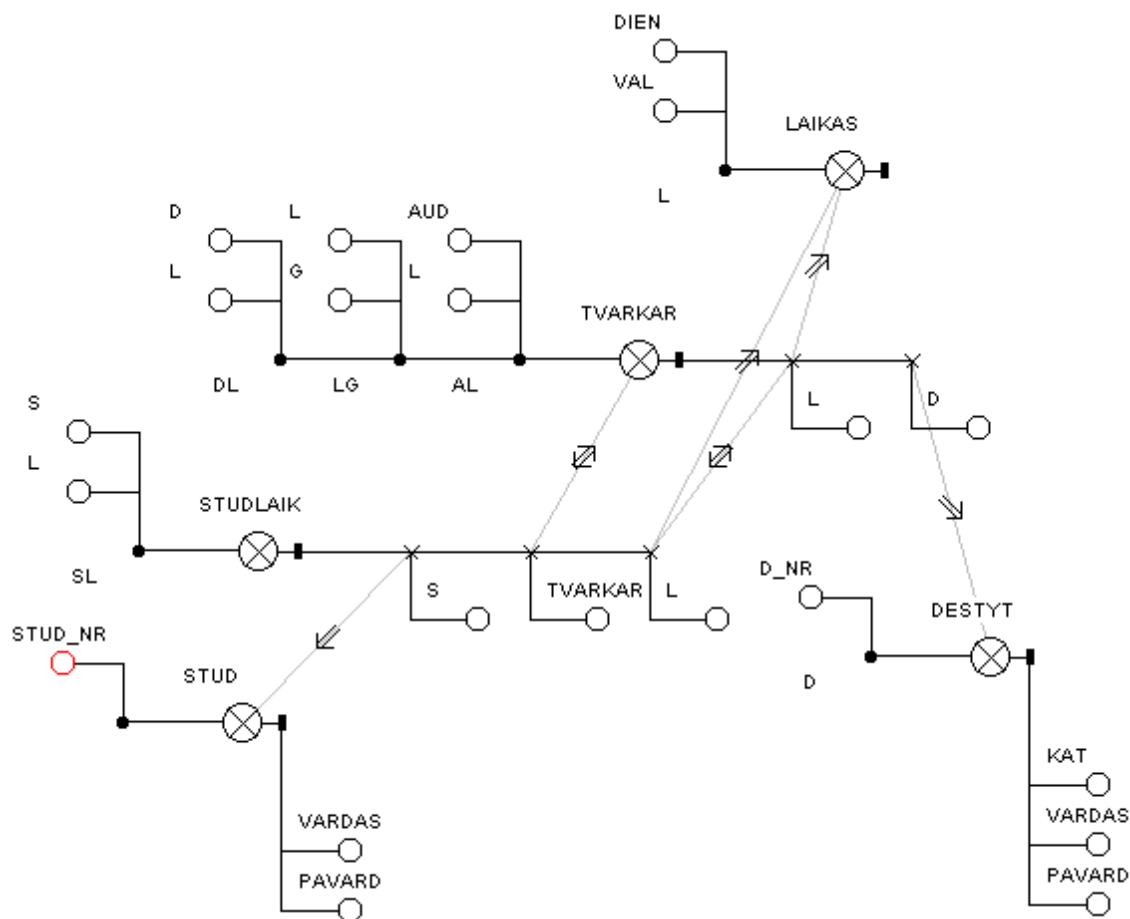 DIEN
VAL
LAIKAS
L
D L AUD
L G L
TVARKAR
DL LG AL
L D
S
L
STUDLAIK
SL
S TVARKAR L
D_NR
DESTYT
D
STUD_NR
STUD
KAT
VARDAS
PAVARD
VARDAS
PAVARD